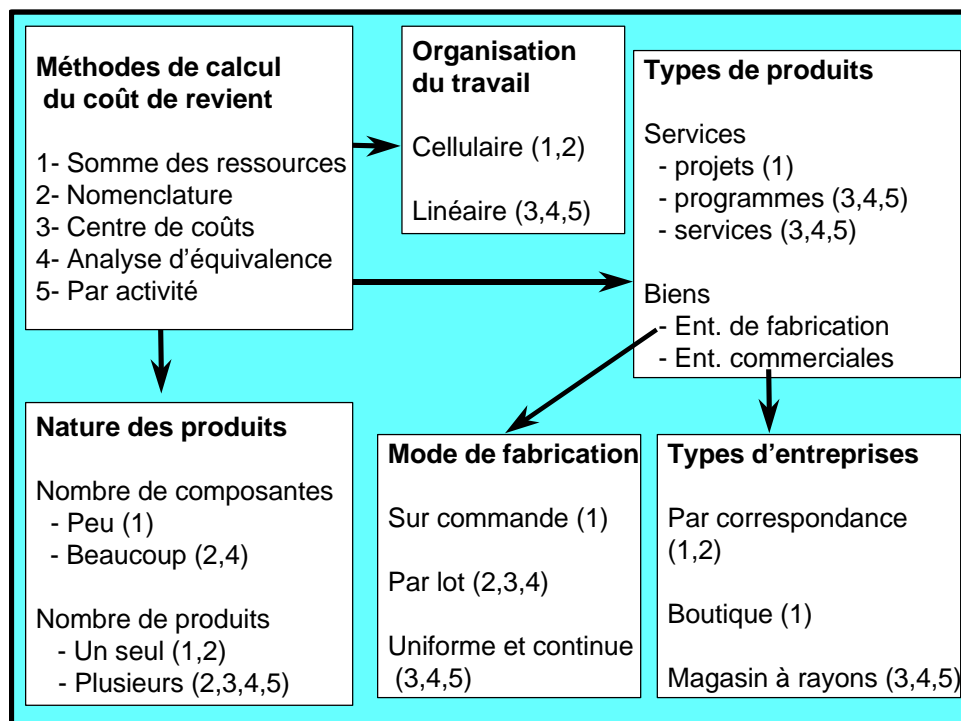 Méthodes de calcul
du coût de revient
1- Somme des ressources
2- Nomenclature
3- Centre de coûts
4- Analyse d'équivalence
5- Par activité
Organisation
du travail
Cellulaire (1,2)
Linéaire (3,4,5)
Types de produits
Services
- projets (1)
- programmes (3,4,5)
- services (3,4,5)
Biens
- Ent. de fabrication
- Ent. commerciales
Nature des produits
Nombre de composantes
- Peu (1)
- Beaucoup (2,4)
Nombre de produits
- Un seul (1,2)
- Plusieurs (2,3,4,5)
Mode de fabrication
Sur commande (1)
Par lot (2,3,4)
Uniforme et continue
(3,4,5)
Types d'entreprises
Par correspondance
(1,2)
Boutique (1)
Magasin à rayons (3,4,5)